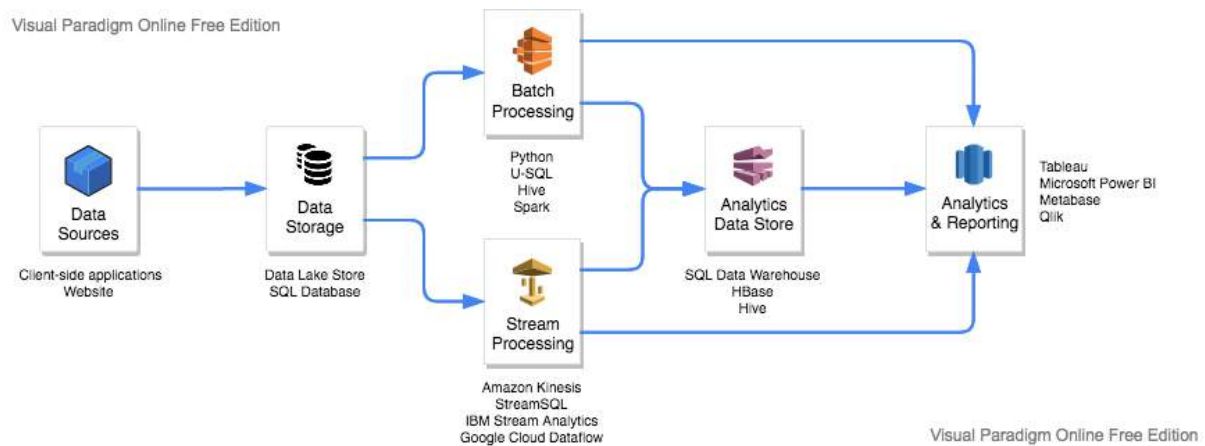 Visual Paradigm Online Free Edition
Data
Sources
Client-side applications
Website
Data
Storage
Data Lake Store
SQL Database
Batch
Processing
Python
U-SQL
Hive
Spark
Stream
Processing
Amazon Kinesis
StreamSQL
IBM Stream Analytics
Google Cloud Dataflow
Analytics
Data Store
SQL Data Warehouse
HBase
Hive
Analytics
& Reporting
Tableau
Microsoft Power BI
Metabase
Qlik
Visual Paradigm Online Free Edition